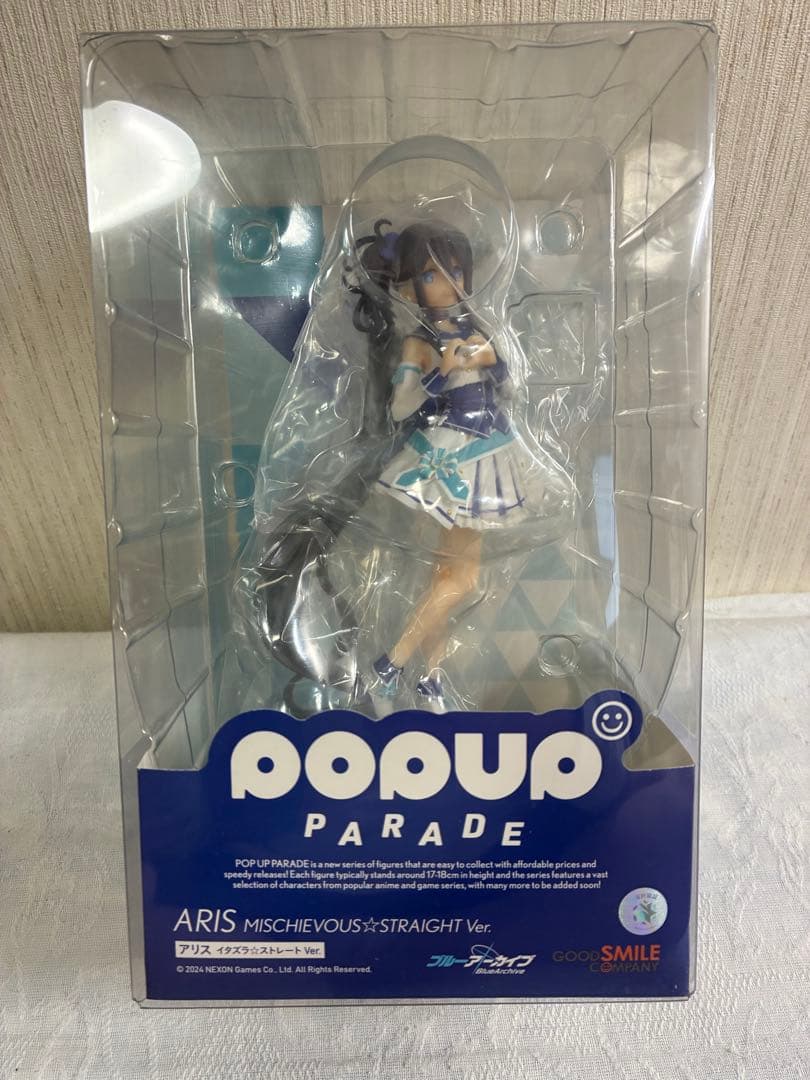 POPUP
PARADE
POP UP PARADE is a new series of figures that are easy to collect with affordable prices and
speedy releases! Each figure typically stands around 17-18cm in height and the series features a vast
selection of characters from popular anime and game series, with many more to be added soon!
ARIS MISCHIEVOUS☆STRAIGHT Ver.
アリス イタズラ☆ストレート Ver.
© 2024 NEXON Games Co., Ltd. All Rights Reserved.
ブルーアーカイブ
BlueArchive
GOOD SMILE
COMPANY